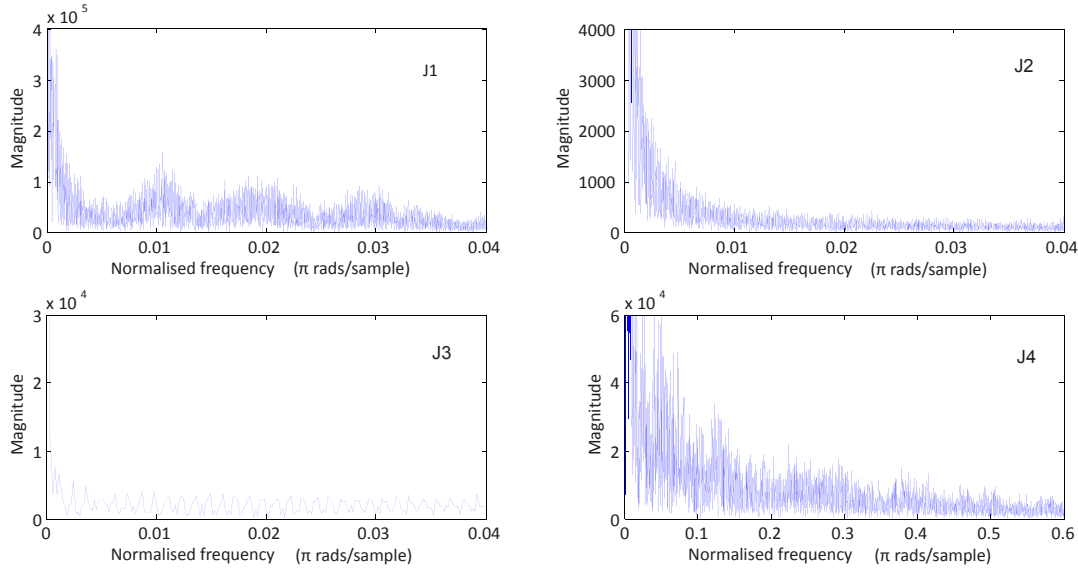 x 10 5
4
3
2
1
0
Magnitude
J1
0 0.01 0.02 0.03 0.04
Normalised frequency (π rads/sample)
4000
3000
2000
1000
0
Magnitude
J2
0 0.01 0.02 0.03 0.04
Normalised frequency (π rads/sample)
x 10 4
3
2
1
0
Magnitude
J3
0 0.01 0.02 0.03 0.04
Normalised frequency (π rads/sample)
x 10 4
6
4
2
0
Magnitude
J4
0 0.1 0.2 0.3 0.4 0.5 0.6
Normalised frequency (π rads/sample)